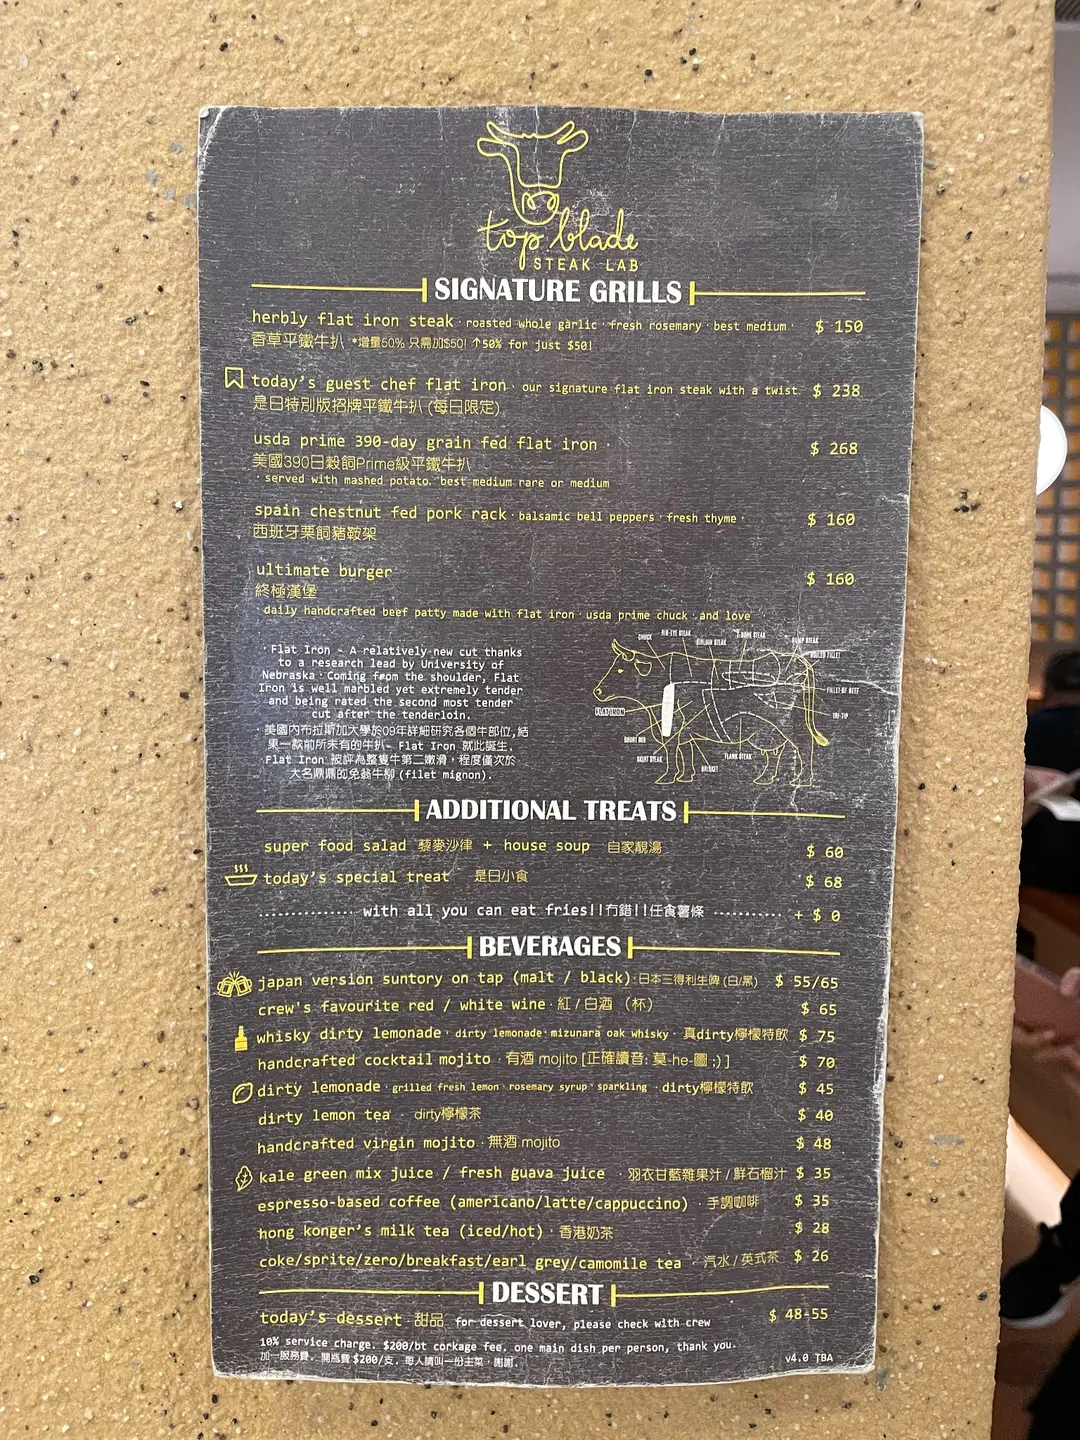 top blade
STEAK LAB
SIGNATURE GRILLS
herbly flat iron steak · roasted whole garlic · fresh rosemary · best medium · $ 150
香草平鐵牛扒 *增量50% 只需加$50! ↑50% for just $50!
today's guest chef flat iron · our signature flat iron steak with a twist. $ 238
是日特別版招牌平鐵牛扒 (每日限定)
usda prime 390-day grain fed flat iron · $ 268
美國390日穀飼Prime級平鐵牛扒
· served with mashed potato. best medium rare or medium
spain chestnut fed pork rack · balsamic bell peppers · fresh thyme · $ 160
西班牙栗飼豬鞍架
ultimate burger $ 160
終極漢堡
daily handcrafted beef patty made with flat iron · usda prime chuck · and love
· Flat Iron - A relatively new cut thanks
to a research lead by University of
Nebraska · Coming from the shoulder, Flat
Iron is well marbled yet extremely tender
and being rated the second most tender
cut after the tenderloin.
美國內布拉斯加大學於09年詳細研究各個牛部位,結
果一款前所未有的牛扒- Flat Iron 就此誕生.
Flat Iron 被評為整隻牛第二嫩滑，程度僅次於
大名鼎鼎的免翁牛柳 (filet mignon).
CHUCK
RIB-EYE STEAK
SIRLOIN STEAK
T-BONE STEAK
RUMP STEAK
FILLET OF BEEF
TRI-TIP
FLAT IRON
SHORT RIB
SKIRT STEAK
BRISKET
FLANK STEAK
ADDITIONAL TREATS
super food salad 藜麥沙律 + house soup 自家靚湯 $ 60
today's special treat 是日小食 $ 68
.............. with all you can eat fries!!冇錯!!任食薯條 ........... + $ 0
BEVERAGES
japan version suntory on tap (malt / black) · 日本三得利生啤 (白/黑) $ 55/65
crew's favourite red / white wine · 紅 / 白酒 （杯） $ 65
whisky dirty lemonade · dirty lemonade · mizunara oak whisky · 真dirty檸檬特飲 $ 75
handcrafted cocktail mojito · 有酒 mojito [正確讀音: 莫-he-圖 ;) ] $ 70
dirty lemonade · grilled fresh lemon · rosemary syrup · sparkling · dirty檸檬特飲 $ 45
dirty lemon tea · dirty檸檬茶 $ 40
handcrafted virgin mojito · 無酒 mojito $ 48
kale green mix juice / fresh guava juice · 羽衣甘藍雜果汁 / 鮮石榴汁 $ 35
espresso-based coffee (americano/latte/cappuccino) · 手調咖啡 $ 35
hong konger's milk tea (iced/hot) · 香港奶茶 $ 28
coke/sprite/zero/breakfast/earl grey/camomile tea · 汽水 / 英式茶 $ 26
DESSERT
today's dessert · 甜品 for dessert lover, please check with crew $ 48-55
10% service charge. $200/bt corkage fee. one main dish per person, thank you.
加一服務費. 開瓶費 $200/支. 每人請叫一份主菜 · 謝謝. v4.0 TBA